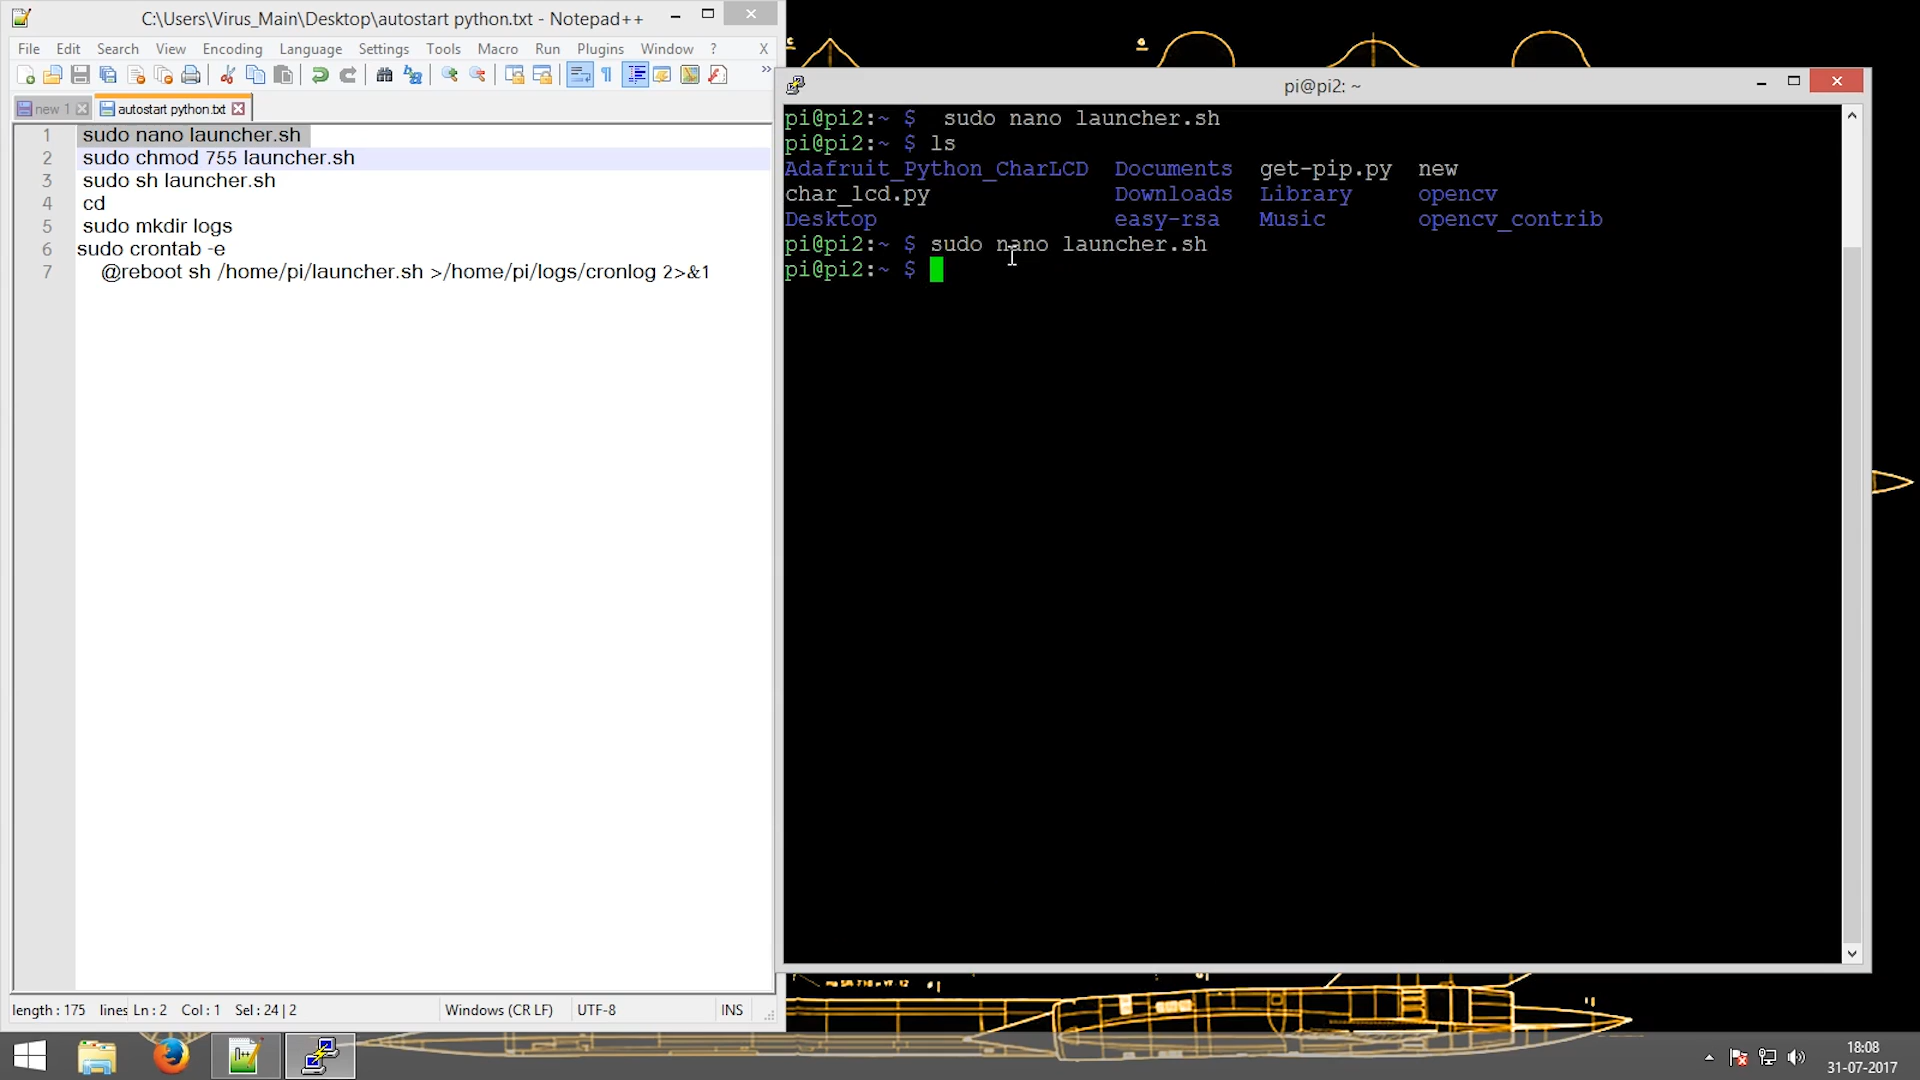 C:\Users\Virus_Main\Desktop\autostart python.txt - Notepad++
File Edit Search View Encoding Language Settings Tools Macro Run Plugins Window ? X
new 1 autostart python.txt
1 sudo nano launcher.sh
2 sudo chmod 755 launcher.sh
3 sudo sh launcher.sh
4 cd
5 sudo mkdir logs
6 sudo crontab -e
7 @reboot sh /home/pi/launcher.sh >/home/pi/logs/cronlog 2>&1
length : 175 lines Ln : 2 Col : 1 Sel : 24 | 2 Windows (CR LF) UTF-8 INS
pi@pi2: ~
pi@pi2:~ $ sudo nano launcher.sh
pi@pi2:~ $ ls
Adafruit_Python_CharLCD Documents get-pip.py new
char_lcd.py Downloads Library opencv
Desktop easy-rsa Music opencv_contrib
pi@pi2:~ $ sudo nano launcher.sh
pi@pi2:~ $
18:08
31-07-2017